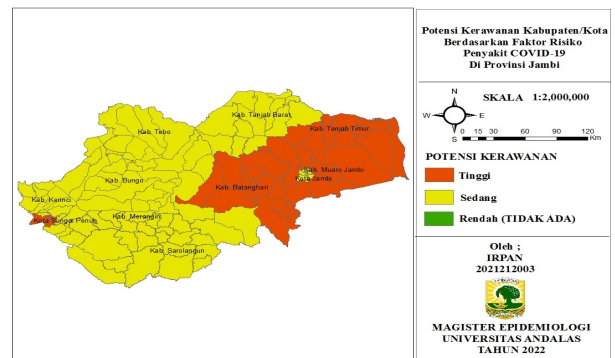 Potensi Kerawanan Kabupaten/Kota
Berdasarkan Faktor Risiko
Penyakit COVID-19
Di Provinsi Jambi
N
W
E
S
SKALA 1:2,000,000
0 15 30 60 90 120
Km
POTENSI KERAWANAN
Tinggi
Sedang
Rendah (TIDAK ADA)
Oleh ;
IRPAN
2021212003
MAGISTER EPIDEMIOLOGI
UNIVERSITAS ANDALAS
TAHUN 2022
Kab. Tanjab Barat
Kab. Tanjab Timur
Kab. Tebo
Kab. Muaro Jambi
Kota Jambi
Kab. Bungo
Kab. Batanghari
Kab. Kerinci
Kota Sungai Penuh
Kab. Merangin
Kab. Sarolangun